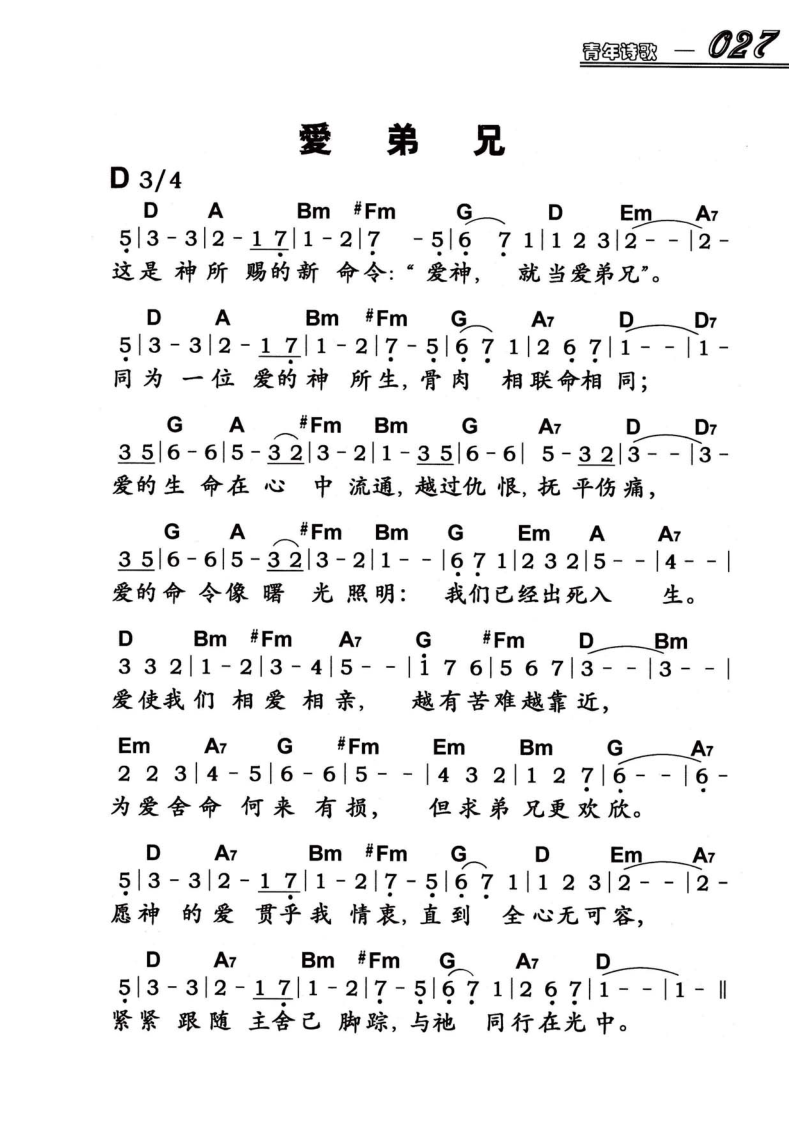 青年诗歌 — 027
愛 弟 兄
D 3/4
D A Bm #Fm G D Em A7
5|3-3|2-1 7|1-2|7 -5|6 7 1|1 2 3|2--|2-
这是 神所 赐的新 命令：“爱神， 就当爱弟兄”。
D A Bm #Fm G A7 D D7
5|3-3|2-1 7|1-2|7-5|6 7 1|2 6 7|1--|1-
同为 一位 爱的神 所生，骨肉 相联命相同；
G A #Fm Bm G A7 D D7
3 5|6-6|5-3 2|3-2|1-3 5|6-6| 5-3 2|3--|3-
爱的生 命在 心 中 流通，越过仇 恨，抚 平伤痛，
G A #Fm Bm G Em A A7
3 5|6-6|5-3 2|3-2|1--|6 7 1|2 3 2|5--|4--|
爱的命 令像 曙 光 照明： 我们已经出死入 生。
D Bm #Fm A7 G #Fm D Bm
3 3 2|1-2|3-4|5--|1 7 6|5 6 7|3--|3--|
爱使我们 相爱 相亲， 越有苦难越靠近，
Em A7 G #Fm Em Bm G A7
2 2 3|4-5|6-6|5--|4 3 2|1 2 7|6--|6-
为爱舍命 何来 有损， 但求弟兄更欢欣。
D A7 Bm #Fm G D Em A7
5|3-3|2-1 7|1-2|7-5|6 7 1|1 2 3|2--|2-
愿神 的爱 贯乎我 情衷，直到 全心无可容，
D A7 Bm #Fm G A7 D
5|3-3|2-1 7|1-2|7-5|6 7 1|2 6 7|1--|1-‖
紧紧 跟随 主舍己 脚踪，与祂 同行在光中。